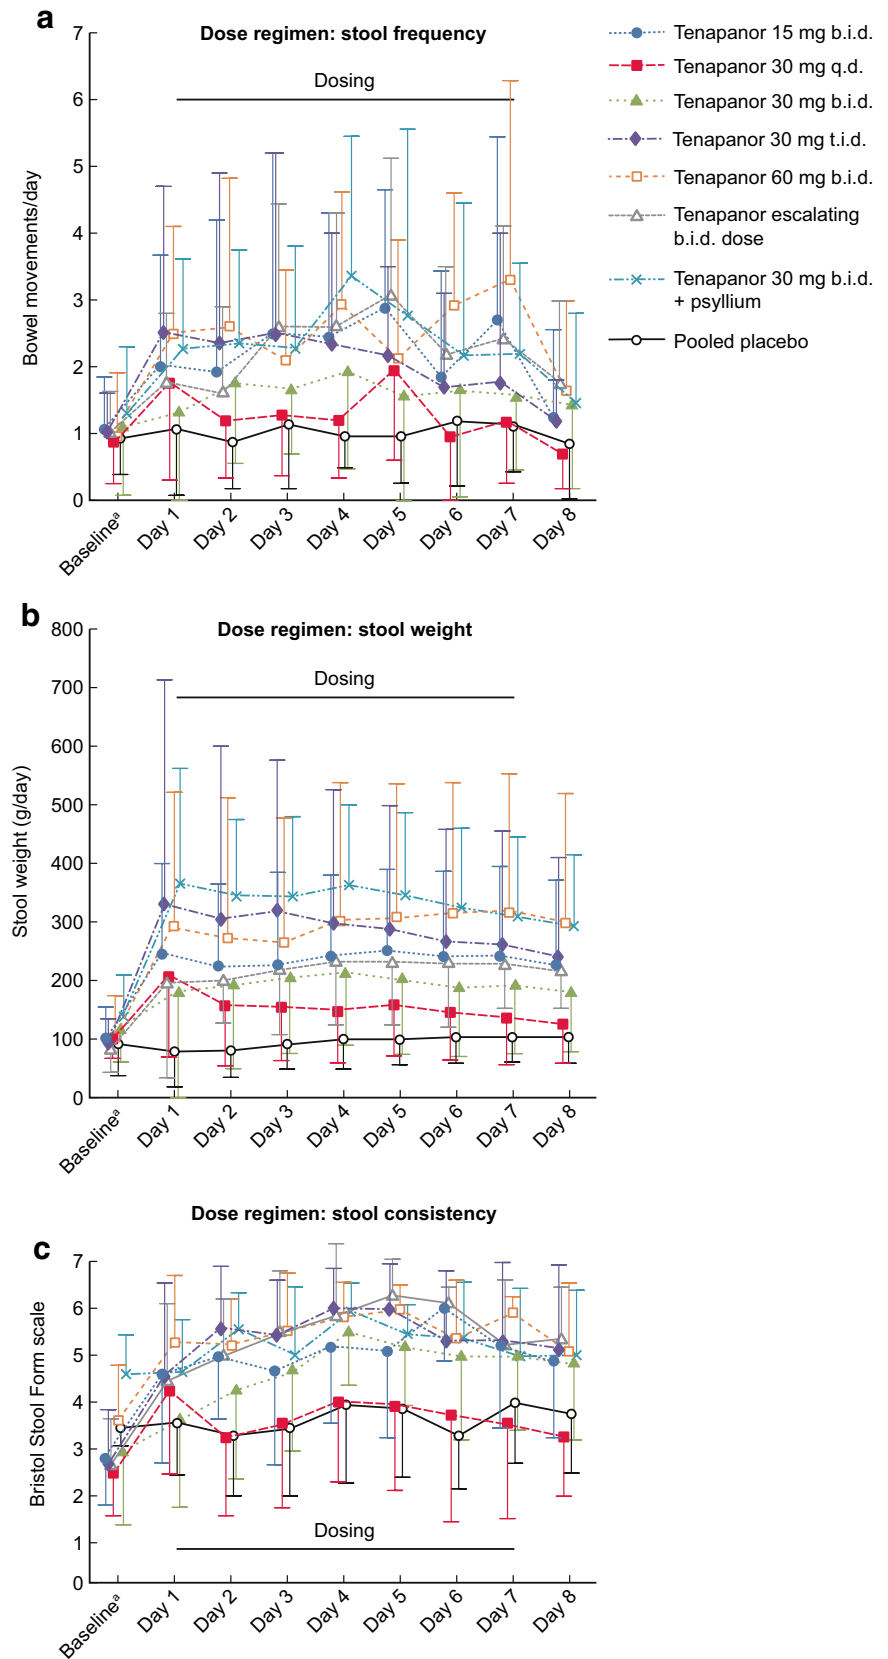 a
Dose regimen: stool frequency
Dosing
Bowel movements/day
7
6
5
4
3
2
1
0
Baselineᵃ
Day 1
Day 2
Day 3
Day 4
Day 5
Day 6
Day 7
Day 8
Tenapanor 15 mg b.i.d.
Tenapanor 30 mg q.d.
Tenapanor 30 mg b.i.d.
Tenapanor 30 mg t.i.d.
Tenapanor 60 mg b.i.d.
Tenapanor escalating
b.i.d. dose
Tenapanor 30 mg b.i.d.
+ psyllium
Pooled placebo
b
Dose regimen: stool weight
Dosing
Stool weight (g/day)
800
700
600
500
400
300
200
100
0
Baselineᵃ
Day 1
Day 2
Day 3
Day 4
Day 5
Day 6
Day 7
Day 8
c
Dose regimen: stool consistency
Bristol Stool Form scale
7
6
5
4
3
2
1
0
Dosing
Baselineᵃ
Day 1
Day 2
Day 3
Day 4
Day 5
Day 6
Day 7
Day 8